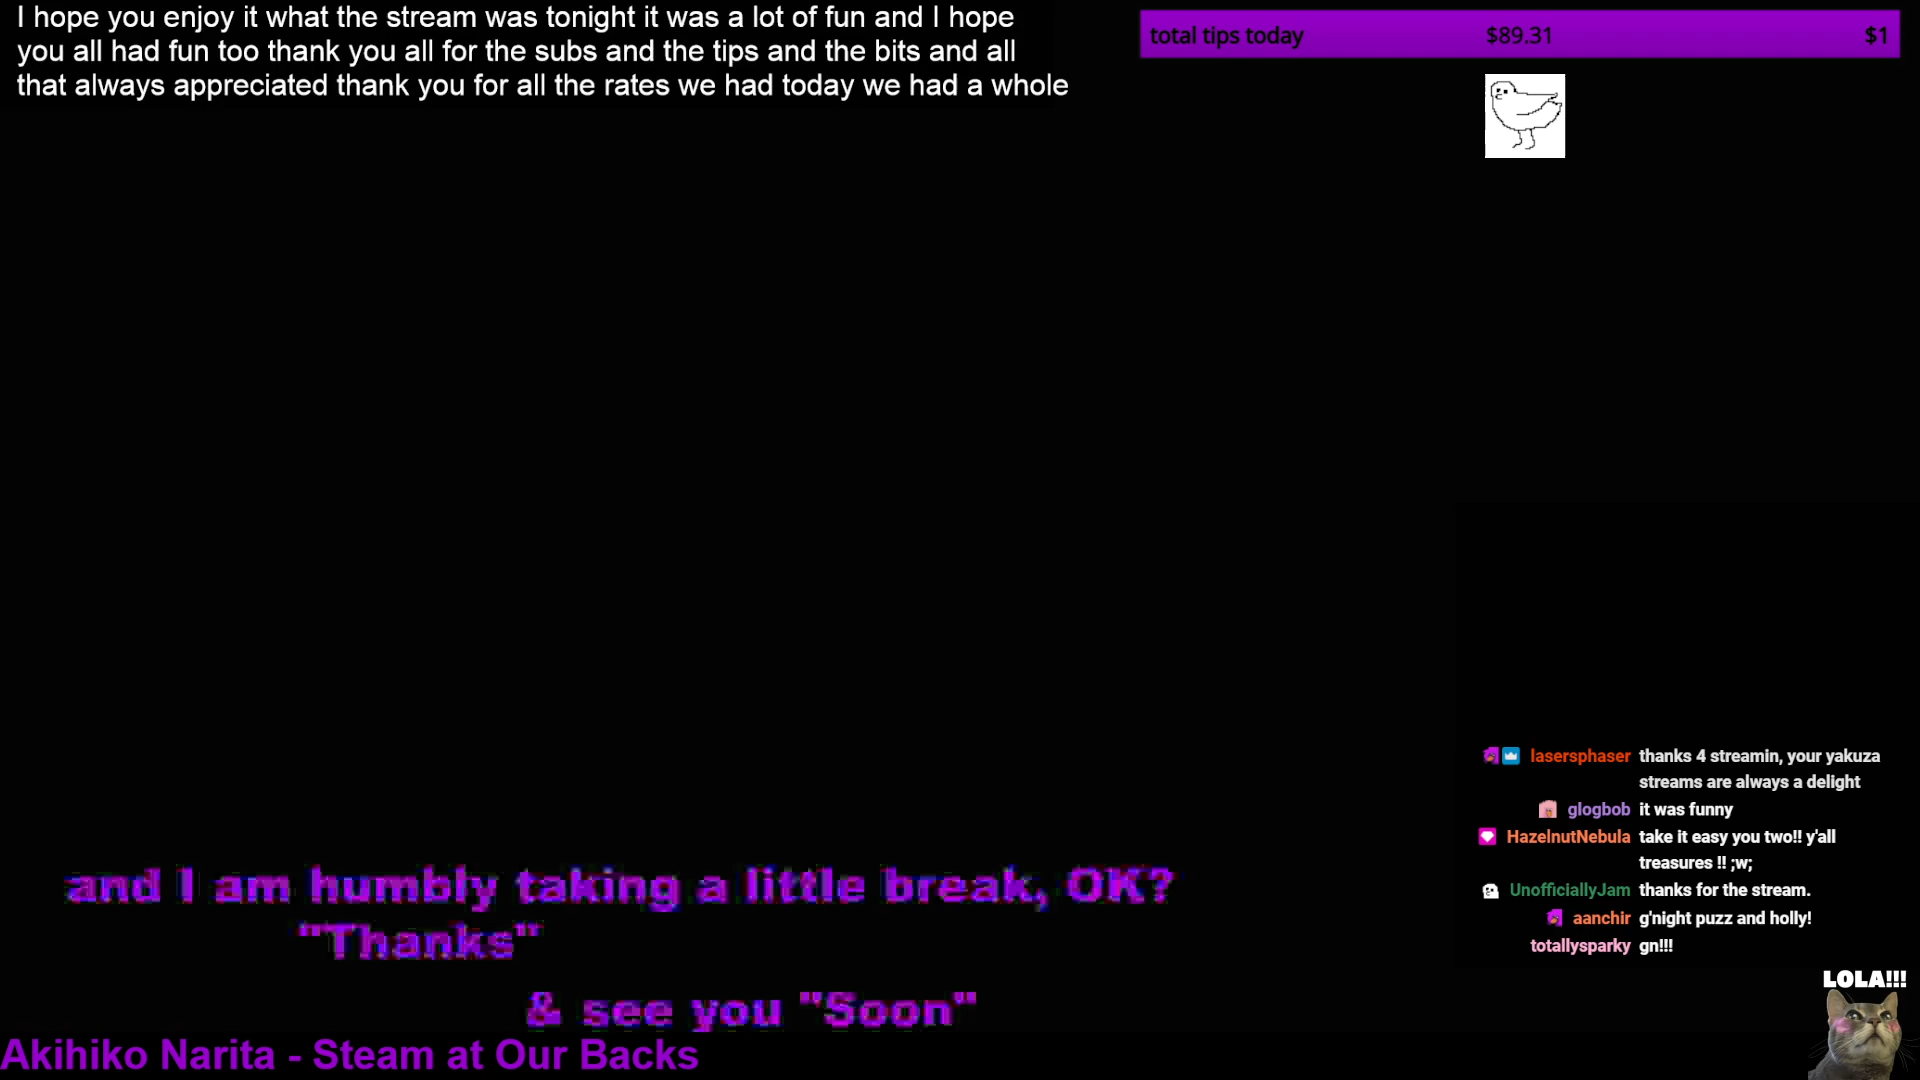 I hope you enjoy it what the stream was tonight it was a lot of fun and I hope
you all had fun too thank you all for the subs and the tips and the bits and all
that always appreciated thank you for all the rates we had today we had a whole
total tips today $89.31 $1
lasersphaser thanks 4 streamin, your yakuza
streams are always a delight
glogbob it was funny
HazelnutNebula take it easy you two!! y'all
treasures !! ;w;
UnofficiallyJam thanks for the stream.
aanchir g'night puzz and holly!
totallysparky gn!!!
LOLA!!!
and I am humbly taking a little break, OK?
"Thanks"
& see you "Soon"
Akihiko Narita - Steam at Our Backs